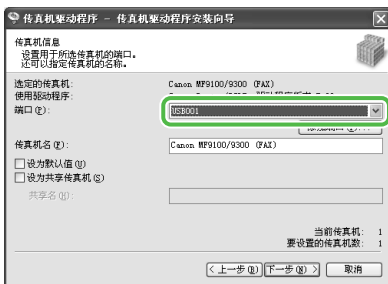 传真机驱动程序 - 传真机驱动程序安装向导
传真机信息
设置用于所选传真机的端口。
还可以指定传真机的名称。
选定的传真机: Canon MF9100/9300 (FAX)
使用驱动程序:
端口(P): USB001
传真机名(F): Canon MF9100/9300 (FAX)
设为默认值(U)
设为共享传真机(S)
共享名(H):
当前传真机: 1
要设置的传真机数: 1
< 上一步(B) 下一步(N) > 取消